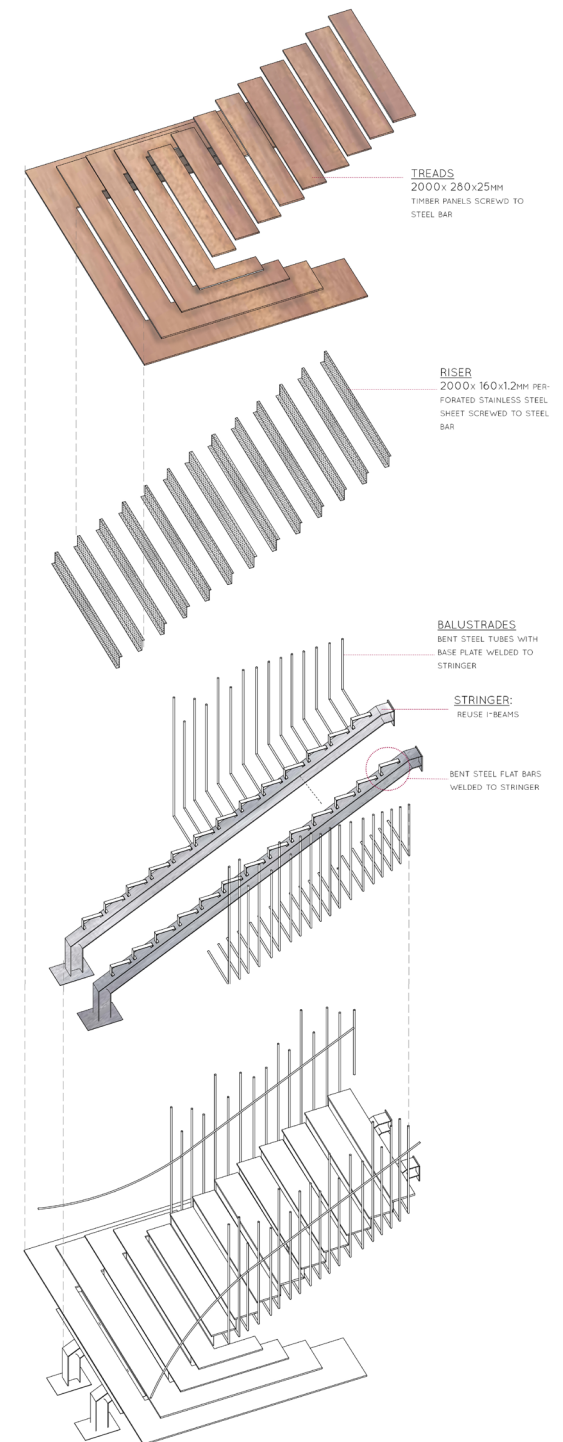 TREADS
2000x 280x25MM
TIMBER PANELS SCREWD TO
STEEL BAR
RISER
2000x 160x1.2MM PER-
FORATED STAINLESS STEEL
SHEET SCREWED TO STEEL
BAR
BALUSTRADES
BENT STEEL TUBES WITH
BASE PLATE WELDED TO
STRINGER
STRINGER:
REUSE I-BEAMS
BENT STEEL FLAT BARS
WELDED TO STRINGER